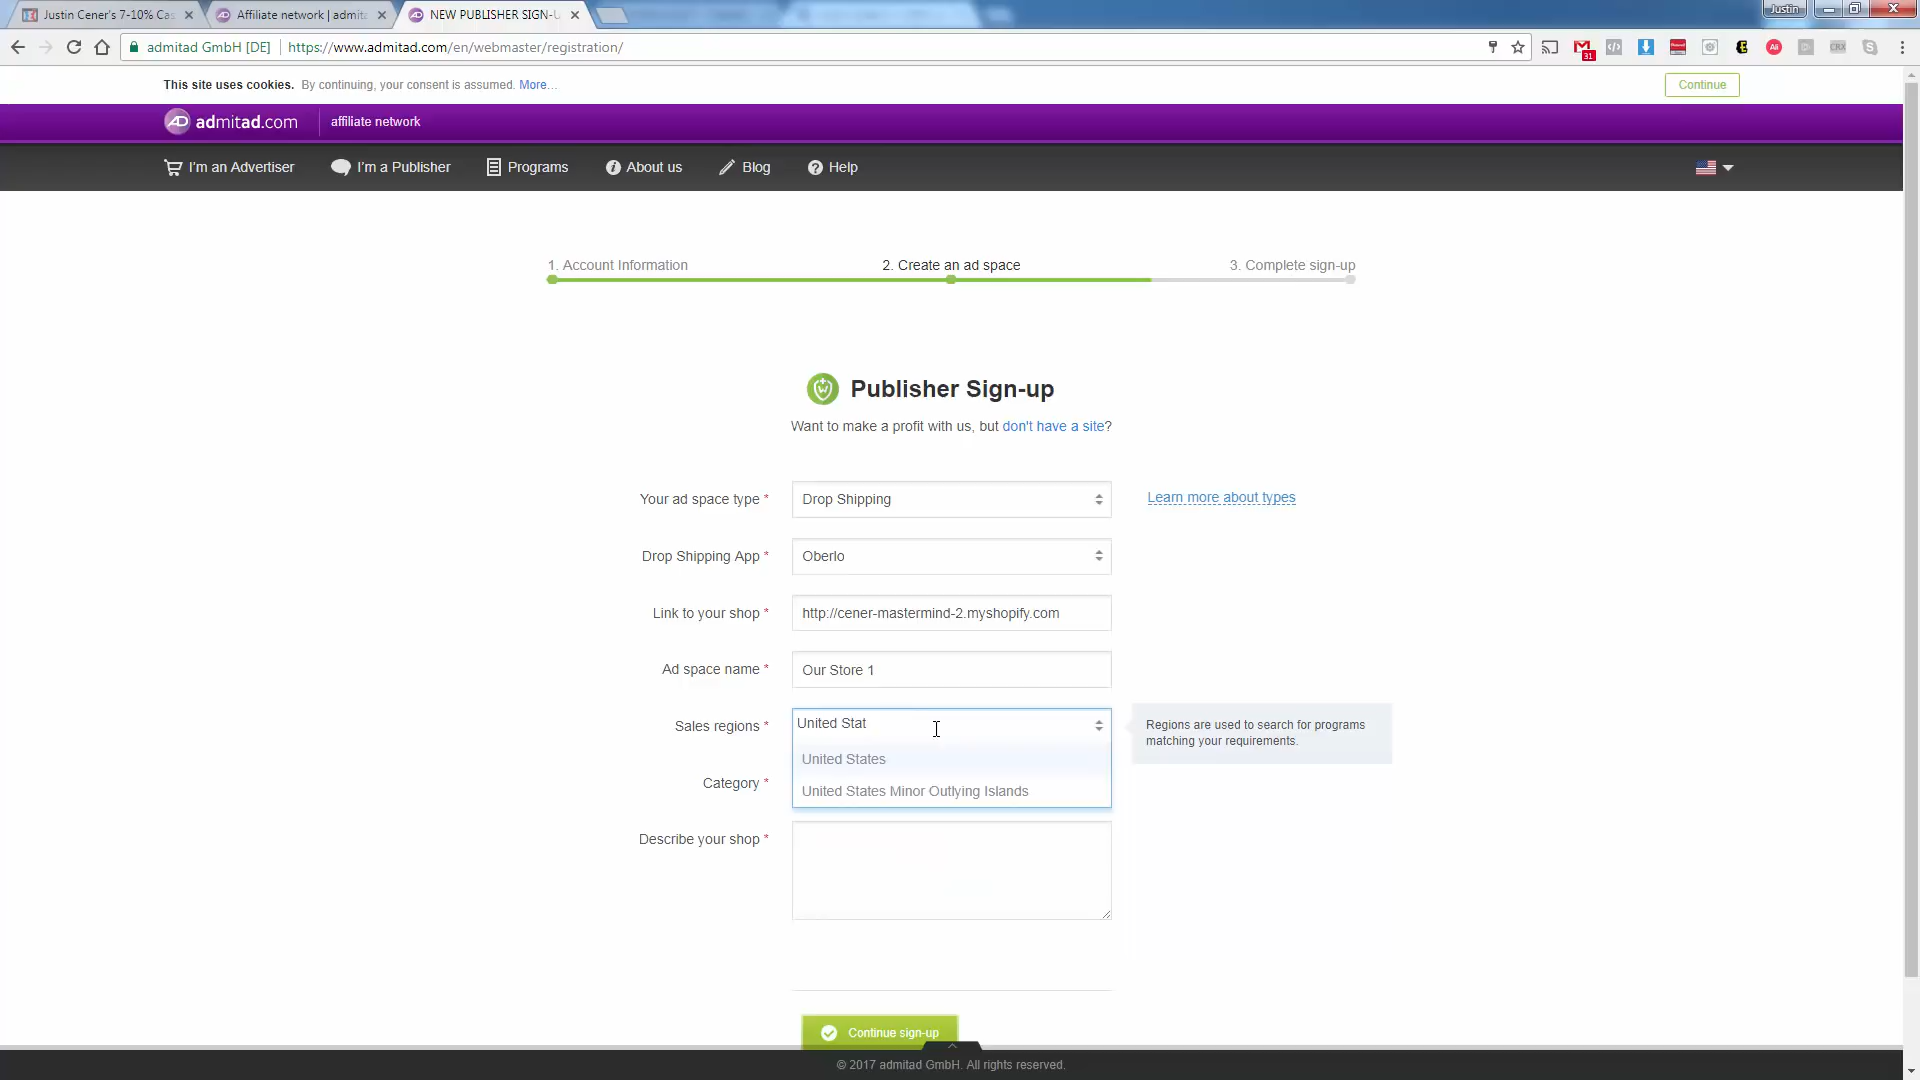 Justin Cener's 7-10% Cas
Affiliate network | admita
NEW PUBLISHER SIGN-U
Justin
admitad GmbH [DE]
https://www.admitad.com/en/webmaster/registration/
31
This site uses cookies. By continuing, your consent is assumed. More...
Continue
admitad.com
affiliate network
I'm an Advertiser
I'm a Publisher
Programs
About us
Blog
Help
1. Account Information
2. Create an ad space
3. Complete sign-up
Publisher Sign-up
Want to make a profit with us, but don't have a site?
Your ad space type *
Drop Shipping
Learn more about types
Drop Shipping App *
Oberlo
Link to your shop *
http://cener-mastermind-2.myshopify.com
Ad space name *
Our Store 1
Sales regions *
United Stat
Regions are used to search for programs
matching your requirements.
United States
Category *
United States Minor Outlying Islands
Describe your shop *
Continue sign-up
© 2017 admitad GmbH. All rights reserved.